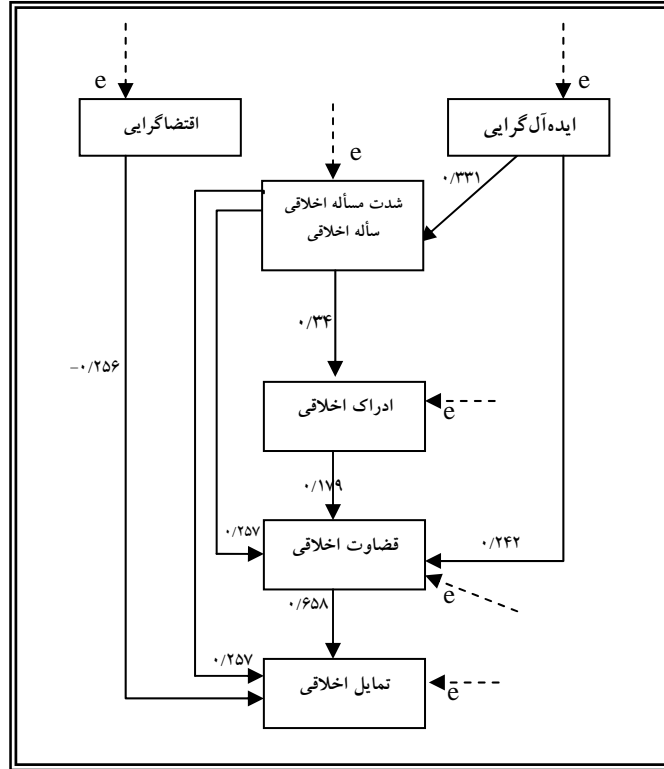 e
e
اقتضاگرایی
ایده‌آل‌گرایی
e
۰/۳۳۱
شدت مسأله اخلاقی
سأله اخلاقی
۰/۳۴
-۰/۲۵۶
ادراک اخلاقی
e
۰/۱۷۹
۰/۲۵۷
قضاوت اخلاقی
۰/۲۴۲
e
۰/۶۵۸
۰/۲۵۷
تمایل اخلاقی
e